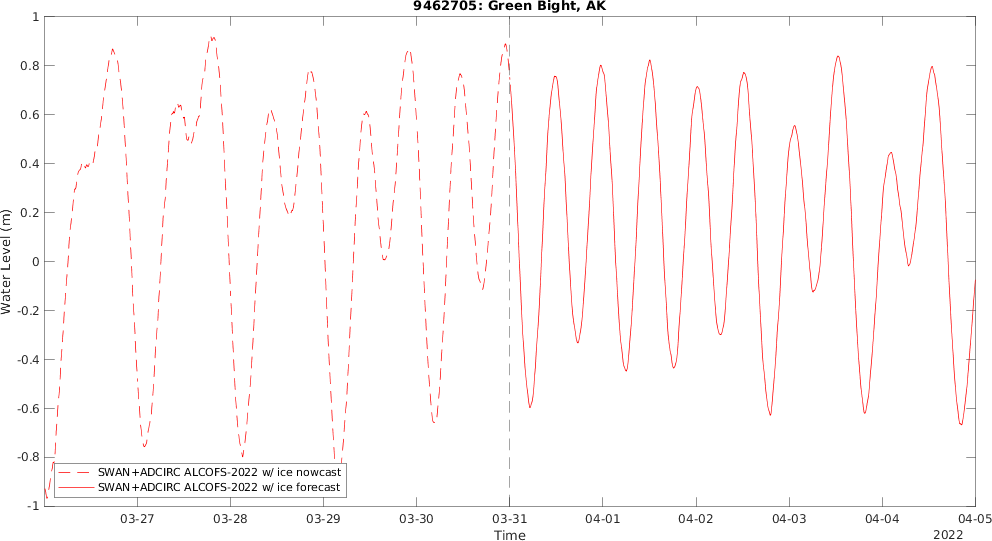 9462705: Green Bight, AK
1
0.8
0.6
0.4
0.2
0
-0.2
-0.4
-0.6
-0.8
-1
Water Level (m)
SWAN+ADCIRC ALCOFS-2022 w/ ice nowcast
SWAN+ADCIRC ALCOFS-2022 w/ ice forecast
03-27 03-28 03-29 03-30 03-31 04-01 04-02 04-03 04-04 04-05
Time
2022